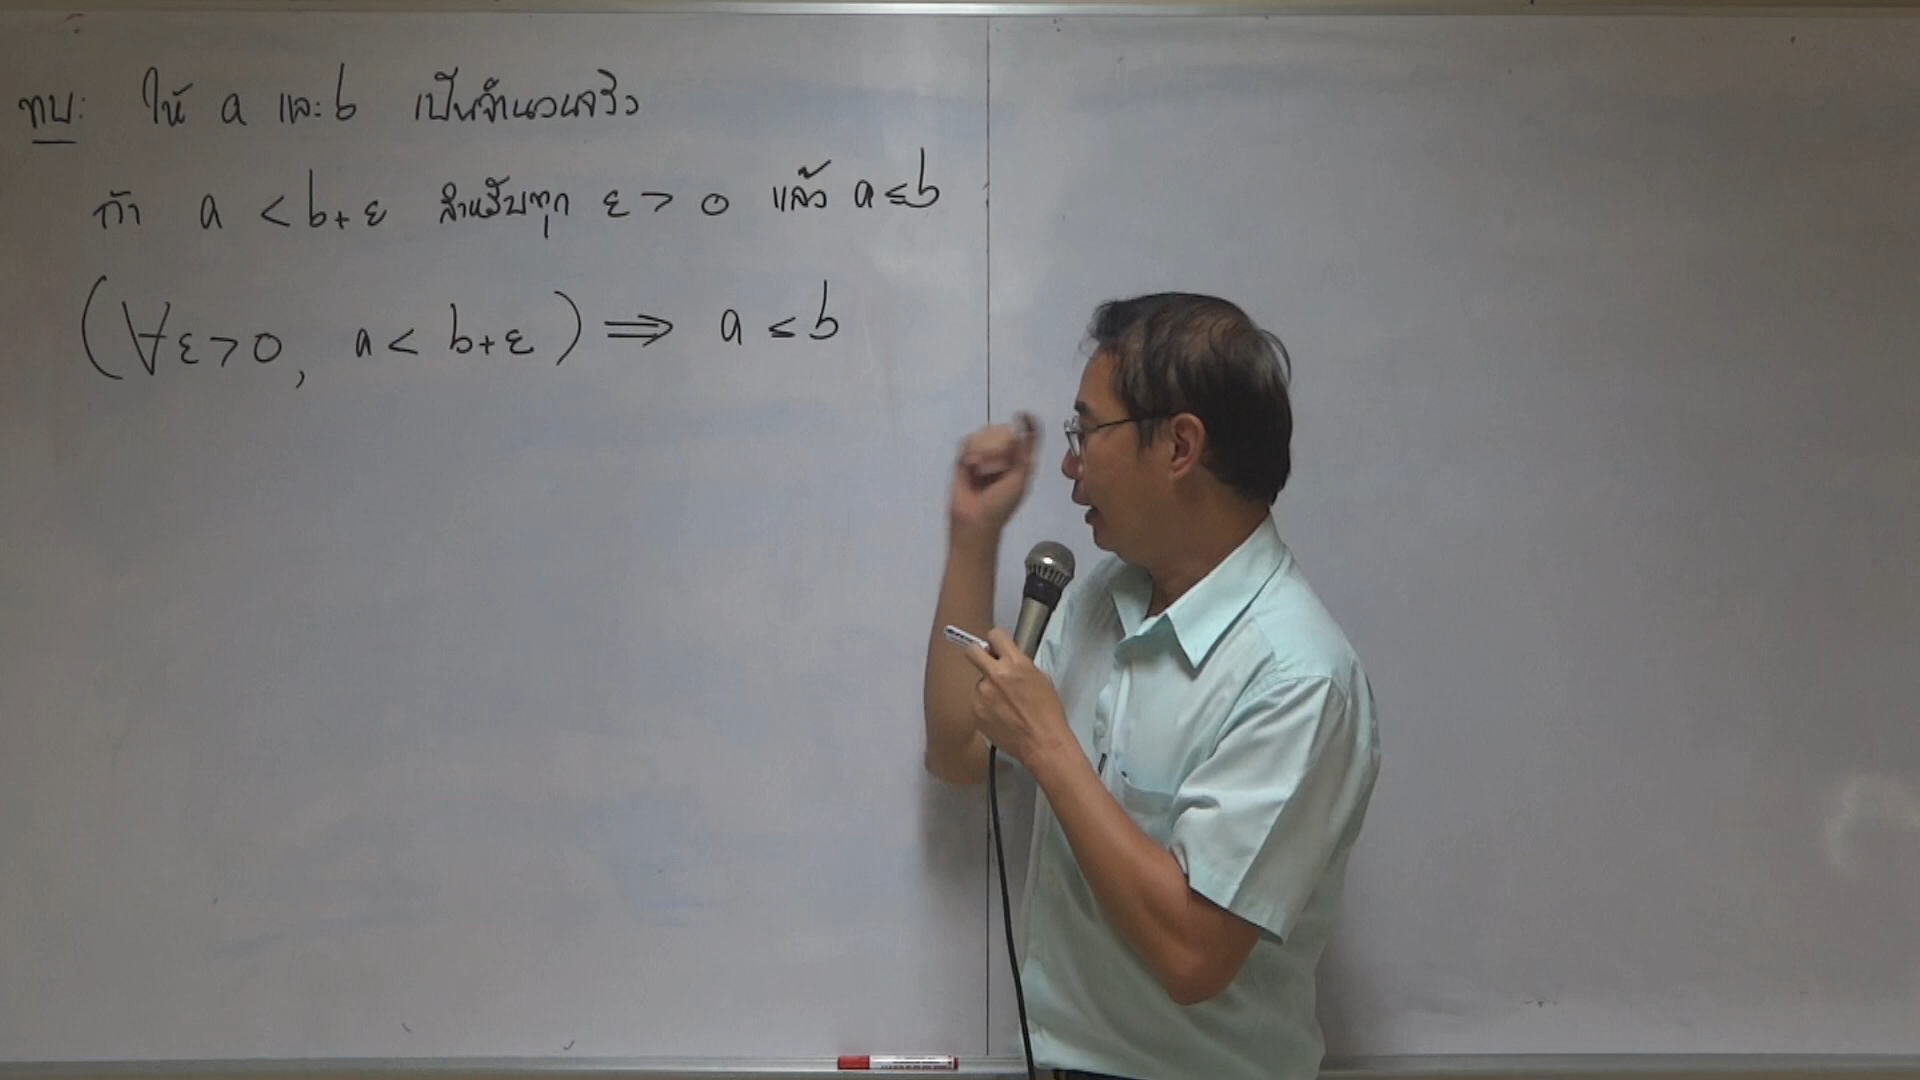 ทบ: ให้ a และ b เป็นจำนวนจริง
ถ้า a < b+ε สำหรับทุก ε > 0 แล้ว a ≤ b
(∀ε>0, a < b+ε) ⟹ a ≤ b